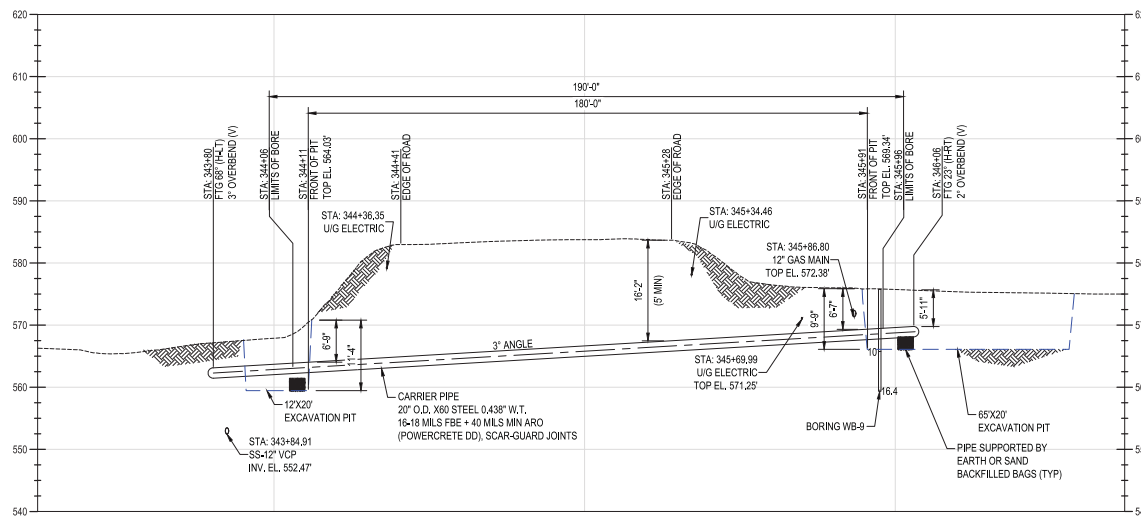 620
610
600
590
580
570
560
550
540
190'-0"
180'-0"
STA: 343+80
FTG 68° (H-LT)
3° OVERBEND (V)
STA: 344+06
LIMITS OF BORE
STA: 344+11
FRONT OF PIT
TOP EL. 564.03'
STA: 344+41
EDGE OF ROAD
STA: 345+28
EDGE OF ROAD
STA: 345+91
FRONT OF PIT
TOP EL. 569.34'
STA: 345+96
LIMITS OF BORE
STA: 346+06
FTG 23° (H-RT)
2° OVERBEND (V)
STA: 344+36.35
U/G ELECTRIC
STA: 345+34.46
U/G ELECTRIC
STA: 345+86.80
12" GAS MAIN
TOP EL. 572.38'
16'-2"
(5' MIN)
9'-9"
6'-7"
5'-11"
6'-9"
11'-4"
3° ANGLE
10
16.4
STA: 345+69.99
U/G ELECTRIC
TOP EL. 571.25'
12'X20'
EXCAVATION PIT
CARRIER PIPE
20" O.D. X60 STEEL 0.438" W.T.
16-18 MILS FBE + 40 MILS MIN ARO
(POWERCRETE DD), SCAR-GUARD JOINTS
BORING WB-9
65'X20'
EXCAVATION PIT
STA: 343+84.91
SS-12" VCP
INV. EL. 552.47'
PIPE SUPPORTED BY
EARTH OR SAND
BACKFILLED BAGS (TYP)